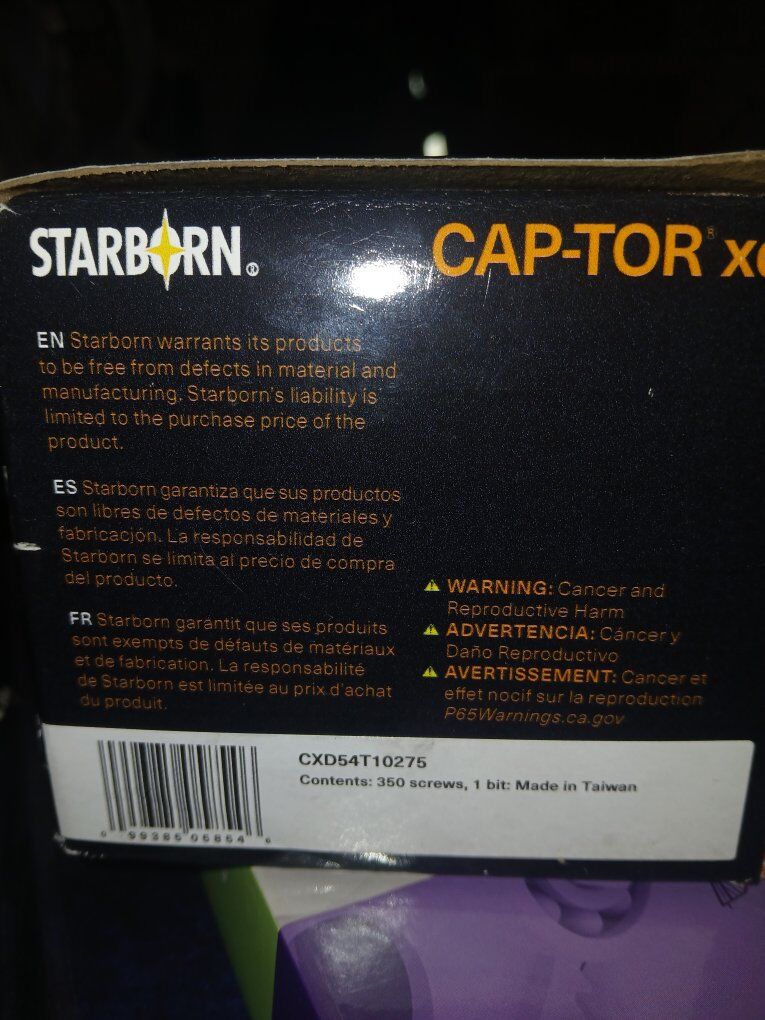 STARBORN®
CAP-TOR®
EN Starborn warrants its products
to be free from defects in material and
manufacturing. Starborn's liability is
limited to the purchase price of the
product.
ES Starborn garantiza que sus productos
son libres de defectos de materiales y
fabricación. La responsabilidad de
Starborn se limita al precio de compra
del producto.
FR Starborn garantit que ses produits
sont exempts de défauts de matériaux
et de fabrication. La responsabilité
de Starborn est limitée au prix d'achat
du produit.
WARNING: Cancer and
Reproductive Harm
ADVERTENCIA: Cáncer y
Daño Reproductivo
AVERTISSEMENT: Cancer et
effet nocif sur la reproduction
P65Warnings.ca.gov
CXD54T10275
Contents: 350 screws, 1 bit: Made in Taiwan